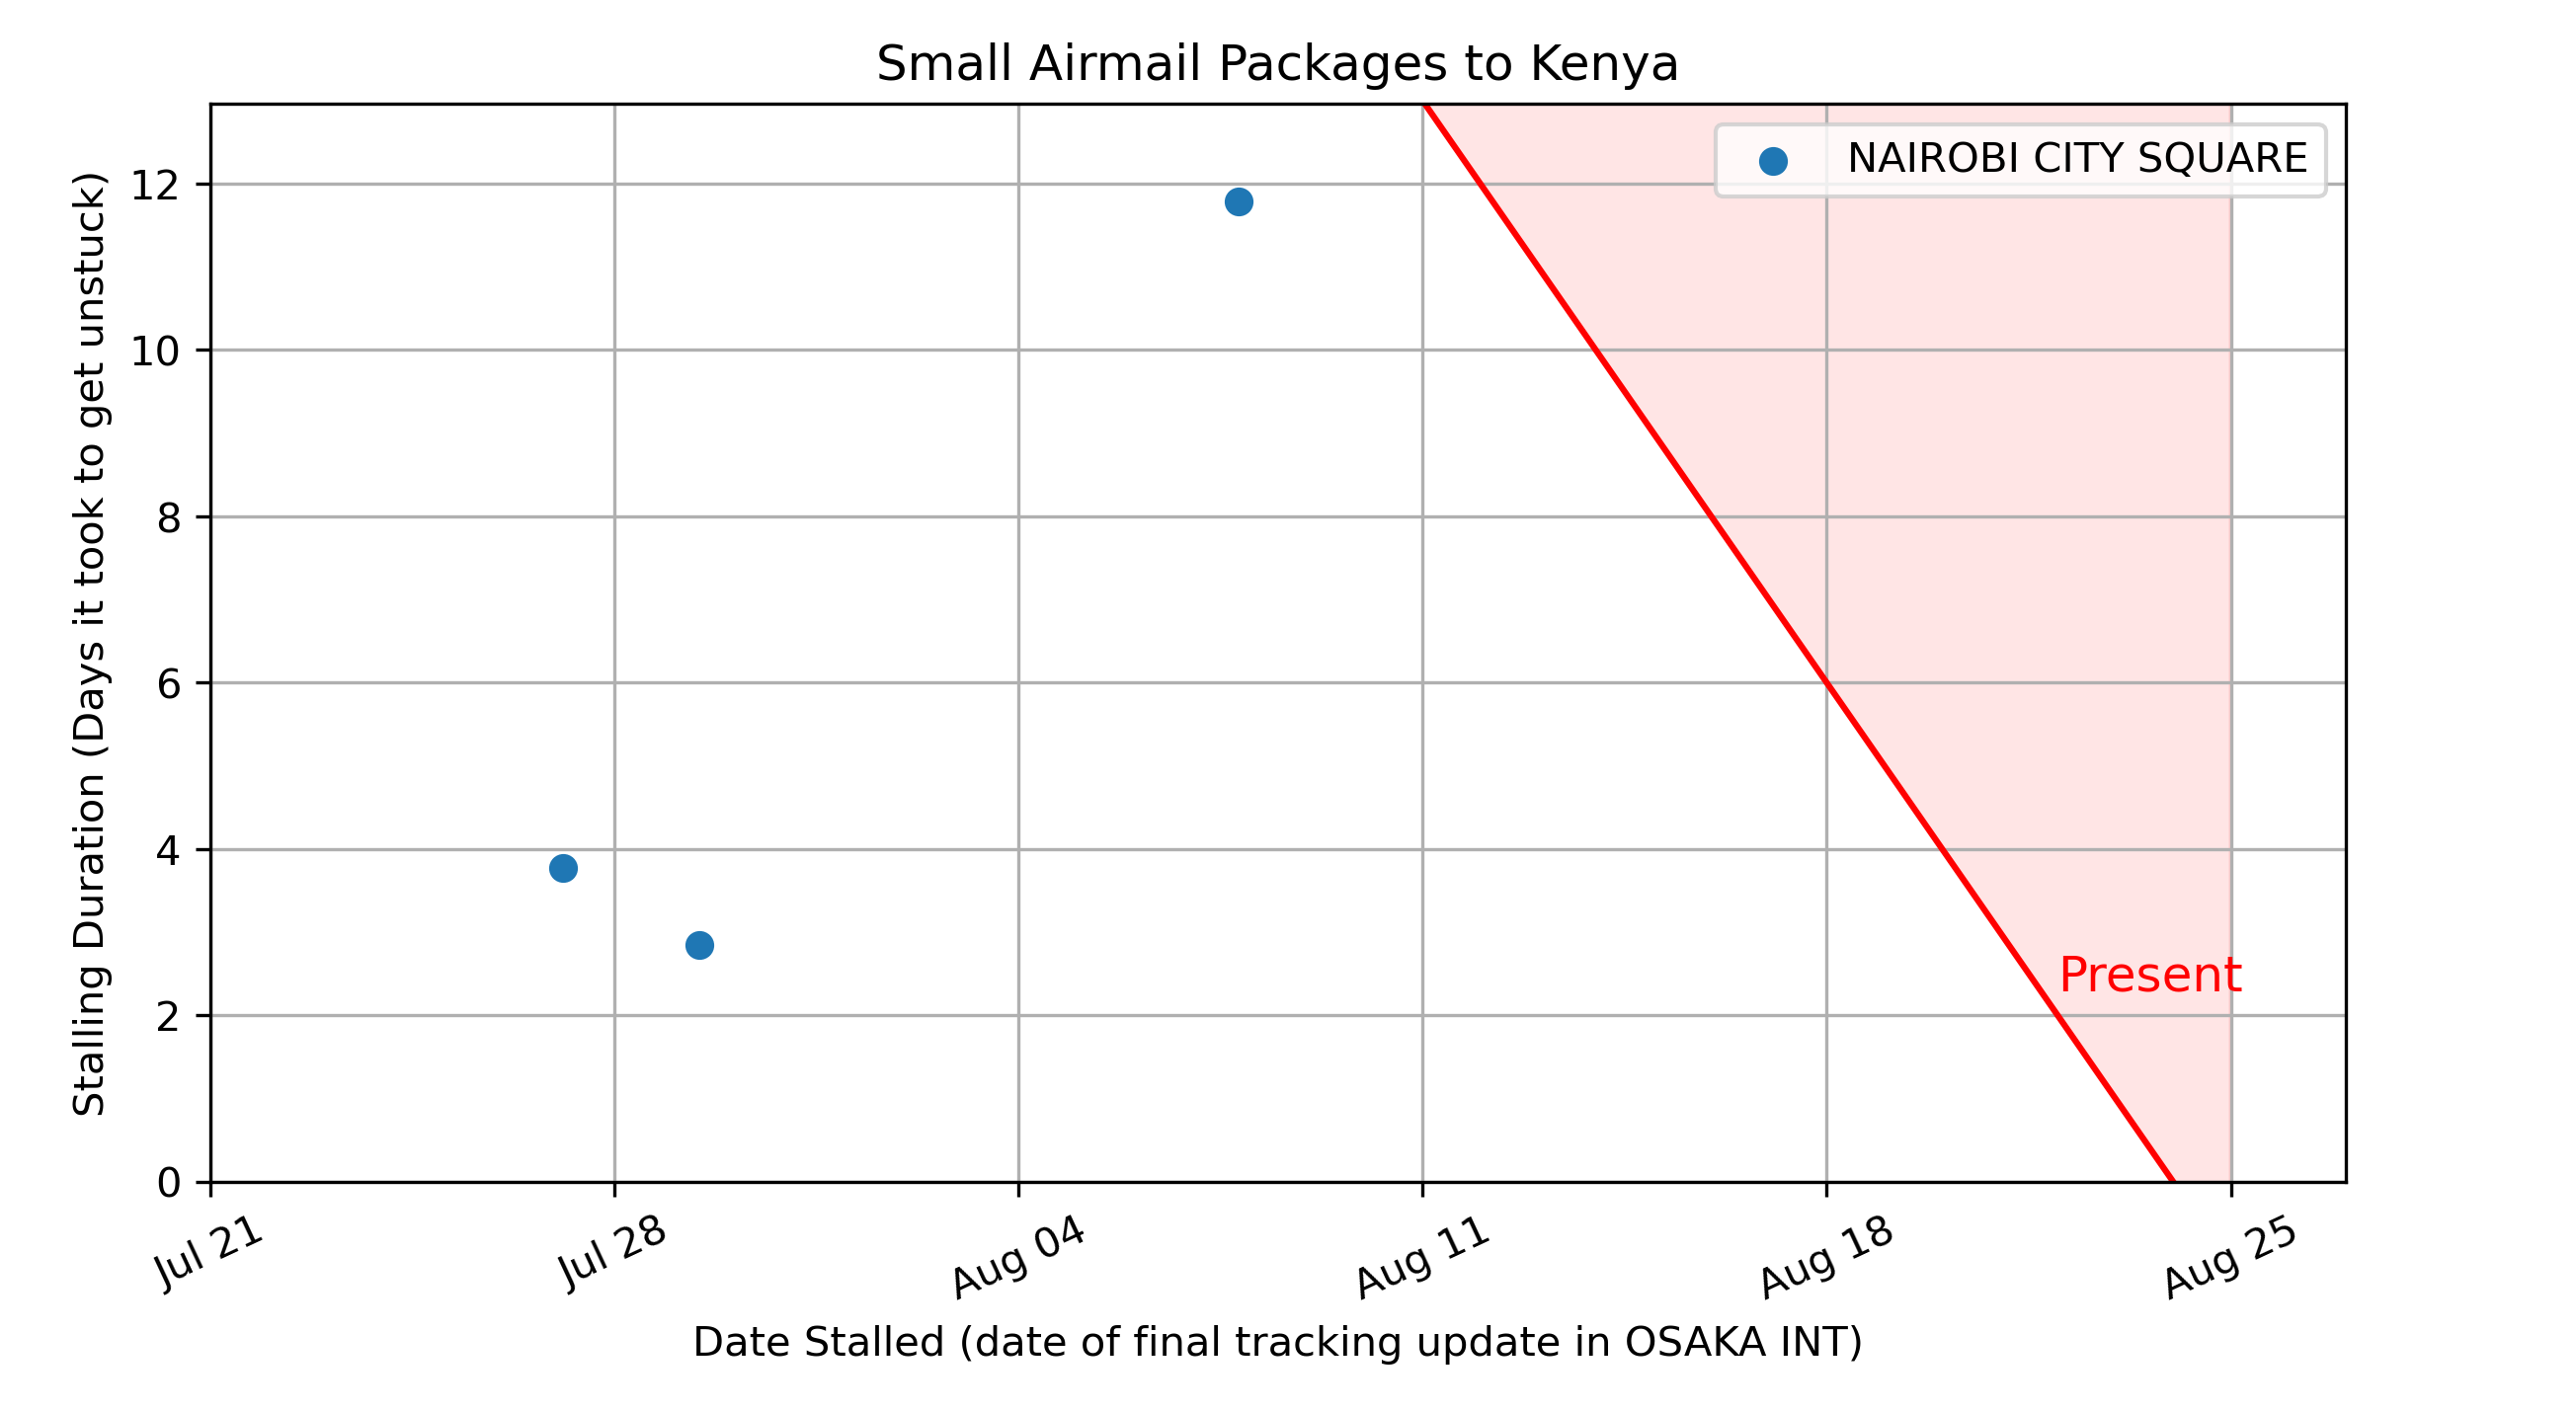 Small Airmail Packages to Kenya
NAIROBI CITY SQUARE
Stalling Duration (Days it took to get unstuck)
12
10
8
6
4
2
0
Present
Jul 21
Jul 28
Aug 04
Aug 11
Aug 18
Aug 25
Date Stalled (date of final tracking update in OSAKA INT)